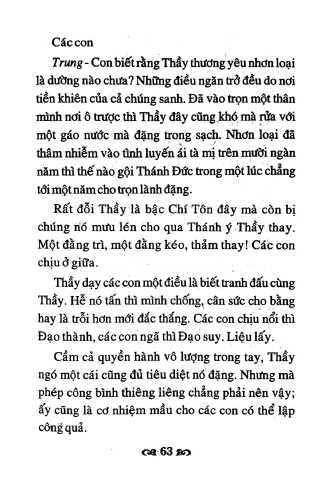 Các con
Trung - Con biết rằng Thầy thương yêu nhơn loại
là dường nào chưa? Những điều ngăn trở đều do nơi
tiền khiên của cả chúng sanh. Đã vào trọn một thân
mình nơi ô trược thì Thầy đây cũng khó mà rửa với
một gáo nước mà đặng trong sạch. Nhơn loại đã
thâm nhiễm vào tình luyến ái tà mị trên mười ngàn
năm thì thế nào gội Thánh Đức trong một lúc chẳng
tới một năm cho trọn lành đặng.
Rất đỗi Thầy là bậc Chí Tôn đây mà còn bị
chúng nó mưu lén cho qua Thánh ý Thầy thay.
Một đằng trì, một đằng kéo, thảm thay! Các con
chịu ở giữa.
Thầy dạy các con một điều là biết tranh đấu cùng
Thầy. Hễ nó tấn thì mình chống, cân sức cho bằng
hay là trỗi hơn mới đắc thắng. Các con chịu nổi thì
Đạo thành, các con ngã thì Đạo suy. Liệu lấy.
Cầm cả quyền hành vô lượng trong tay, Thầy
ngó một cái cũng đủ tiêu diệt nó đặng. Nhưng mà
phép công bình thiêng liêng chẳng phải nên vậy;
ấy cũng là cơ nhiệm mầu cho các con có thể lập
công quả.
63